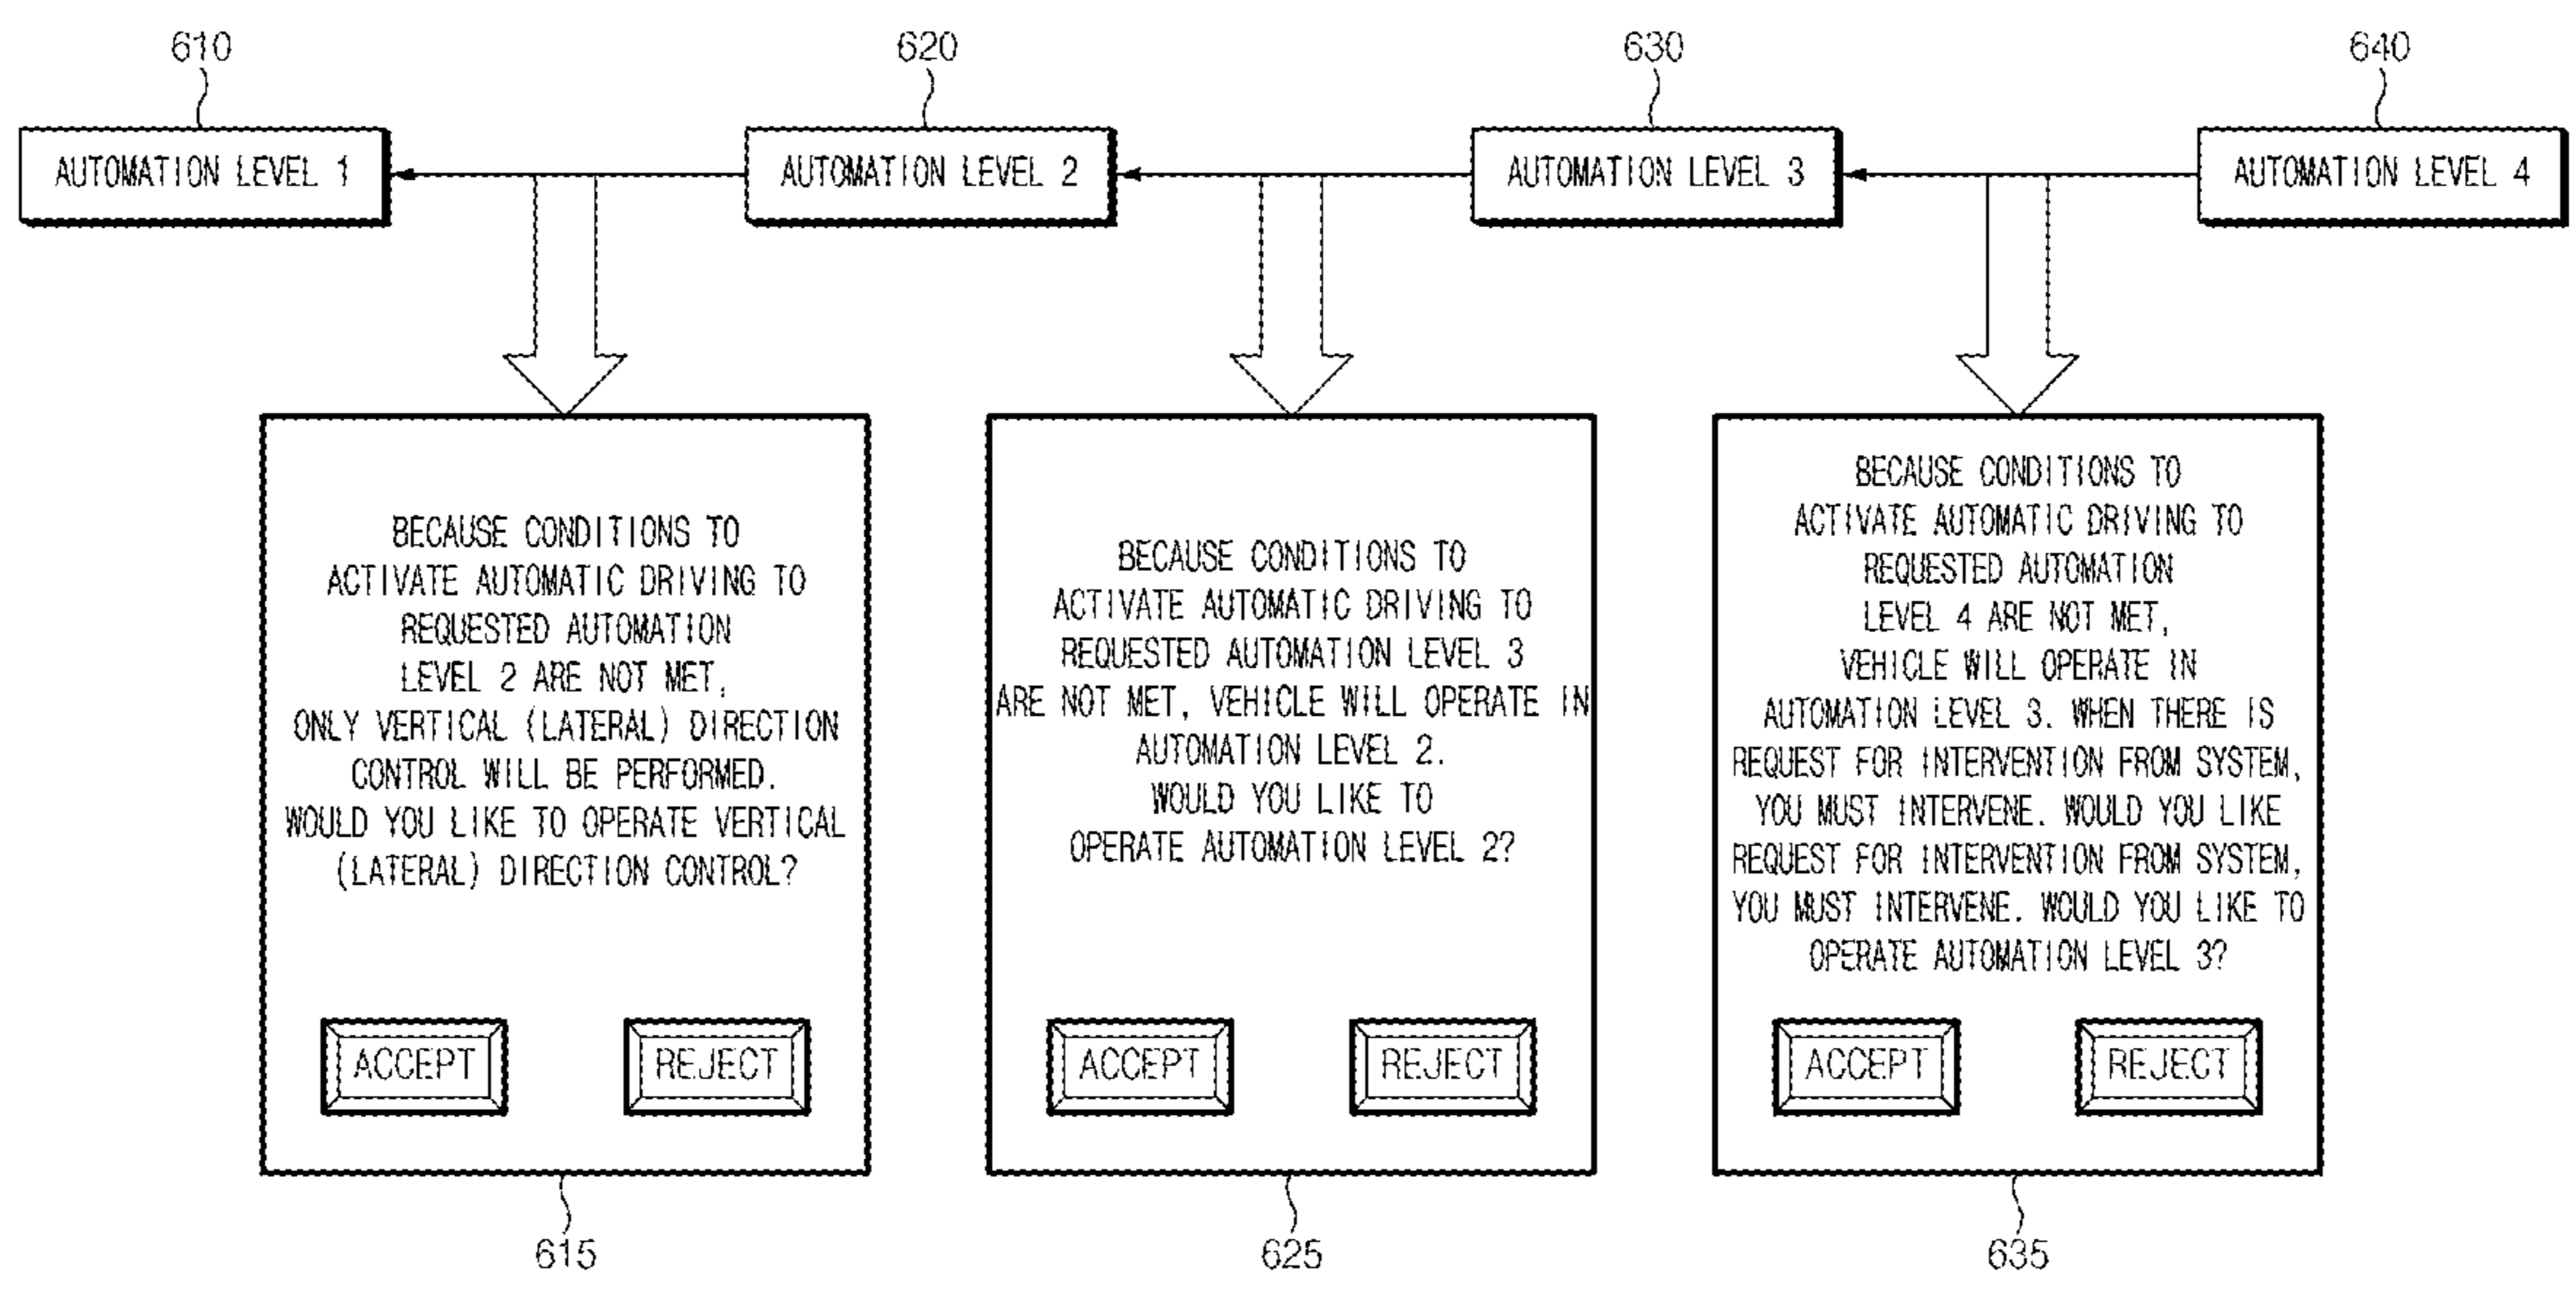 610
620
630
640
AUTOMATION LEVEL 1
AUTOMATION LEVEL 2
AUTOMATION LEVEL 3
AUTOMATION LEVEL 4
BECAUSE CONDITIONS TO
ACTIVATE AUTOMATIC DRIVING TO
REQUESTED AUTOMATION
LEVEL 2 ARE NOT MET,
ONLY VERTICAL (LATERAL) DIRECTION
CONTROL WILL BE PERFORMED.
WOULD YOU LIKE TO OPERATE VERTICAL
(LATERAL) DIRECTION CONTROL?
ACCEPT
REJECT
615
BECAUSE CONDITIONS TO
ACTIVATE AUTOMATIC DRIVING TO
REQUESTED AUTOMATION LEVEL 3
ARE NOT MET, VEHICLE WILL OPERATE IN
AUTOMATION LEVEL 2.
WOULD YOU LIKE TO
OPERATE AUTOMATION LEVEL 2?
ACCEPT
REJECT
625
BECAUSE CONDITIONS TO
ACTIVATE AUTOMATIC DRIVING TO
REQUESTED AUTOMATION
LEVEL 4 ARE NOT MET,
VEHICLE WILL OPERATE IN
AUTOMATION LEVEL 3. WHEN THERE IS
REQUEST FOR INTERVENTION FROM SYSTEM,
YOU MUST INTERVENE. WOULD YOU LIKE
REQUEST FOR INTERVENTION FROM SYSTEM,
YOU MUST INTERVENE. WOULD YOU LIKE TO
OPERATE AUTOMATION LEVEL 3?
ACCEPT
REJECT
635